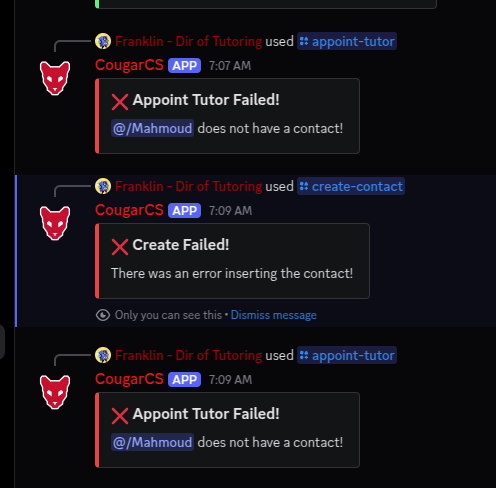 Franklin - Dir of Tutoring used appoint-tutor
CougarCS APP 7:07 AM
❌ Appoint Tutor Failed!
@/Mahmoud does not have a contact!
Franklin - Dir of Tutoring used create-contact
CougarCS APP 7:09 AM
❌ Create Failed!
There was an error inserting the contact!
Only you can see this • Dismiss message
Franklin - Dir of Tutoring used appoint-tutor
CougarCS APP 7:09 AM
❌ Appoint Tutor Failed!
@/Mahmoud does not have a contact!